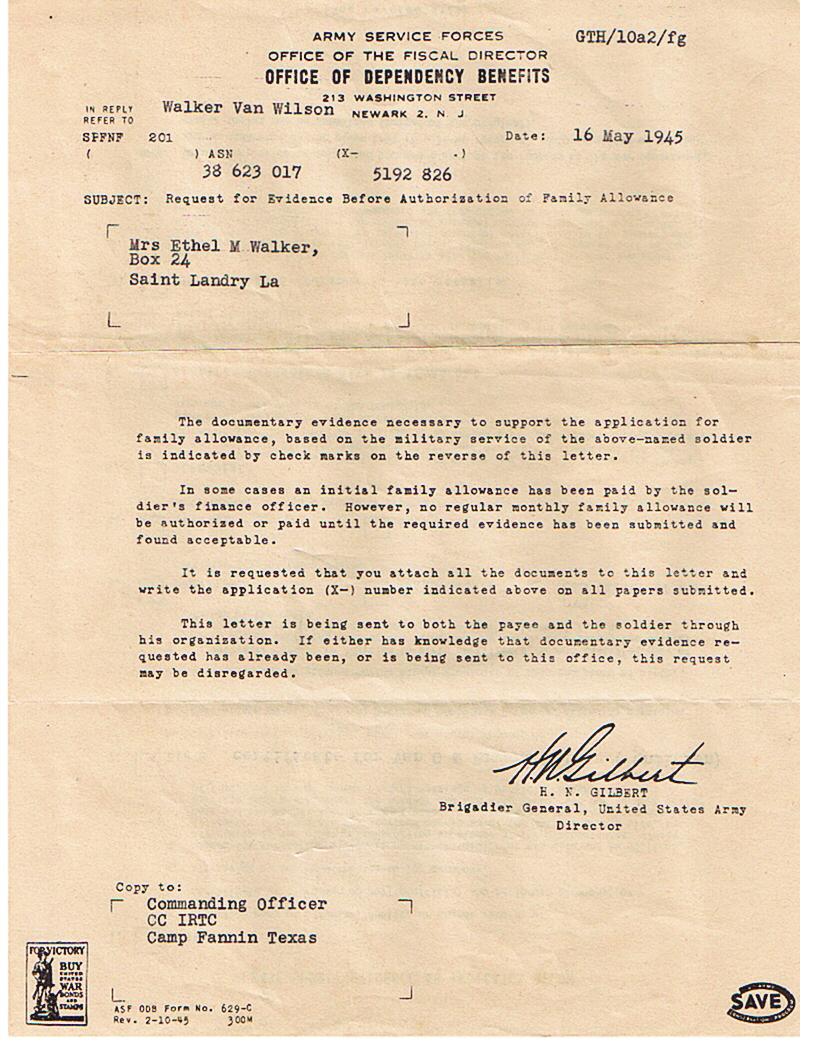 ARMY SERVICE FORCES
GTH/10a2/fg
OFFICE OF THE FISCAL DIRECTOR
OFFICE OF DEPENDENCY BENEFITS
213 WASHINGTON STREET
IN REPLY REFER TO
Walker Van Wilson
NEWARK 2, N J
SPFNF 201
Date: 16 May 1945
( ) ASN (X- .)
38 623 017 5192 826
SUBJECT: Request for Evidence Before Authorization of Family Allowance
Mrs Ethel M Walker,
Box 24
Saint Landry La
The documentary evidence necessary to support the application for
family allowance, based on the military service of the above-named soldier
is indicated by check marks on the reverse of this letter.
In some cases an initial family allowance has been paid by the sol-
dier's finance officer. However, no regular monthly family allowance will
be authorized or paid until the required evidence has been submitted and
found acceptable.
It is requested that you attach all the documents to this letter and
write the application (X-) number indicated above on all papers submitted.
This letter is being sent to both the payee and the soldier through
his organization. If either has knowledge that documentary evidence re-
quested has already been, or is being sent to this office, this request
may be disregarded.
H.N.Gilbert
H. N. GILBERT
Brigadier General, United States Army
Director
Copy to:
Commanding Officer
CC IRTC
Camp Fannin Texas
FOR VICTORY
BUY
UNITED
STATES
WAR
BONDS
AND
STAMPS
ASF ODB Form No. 629-C
Rev. 2-10-45 300M
SAVE